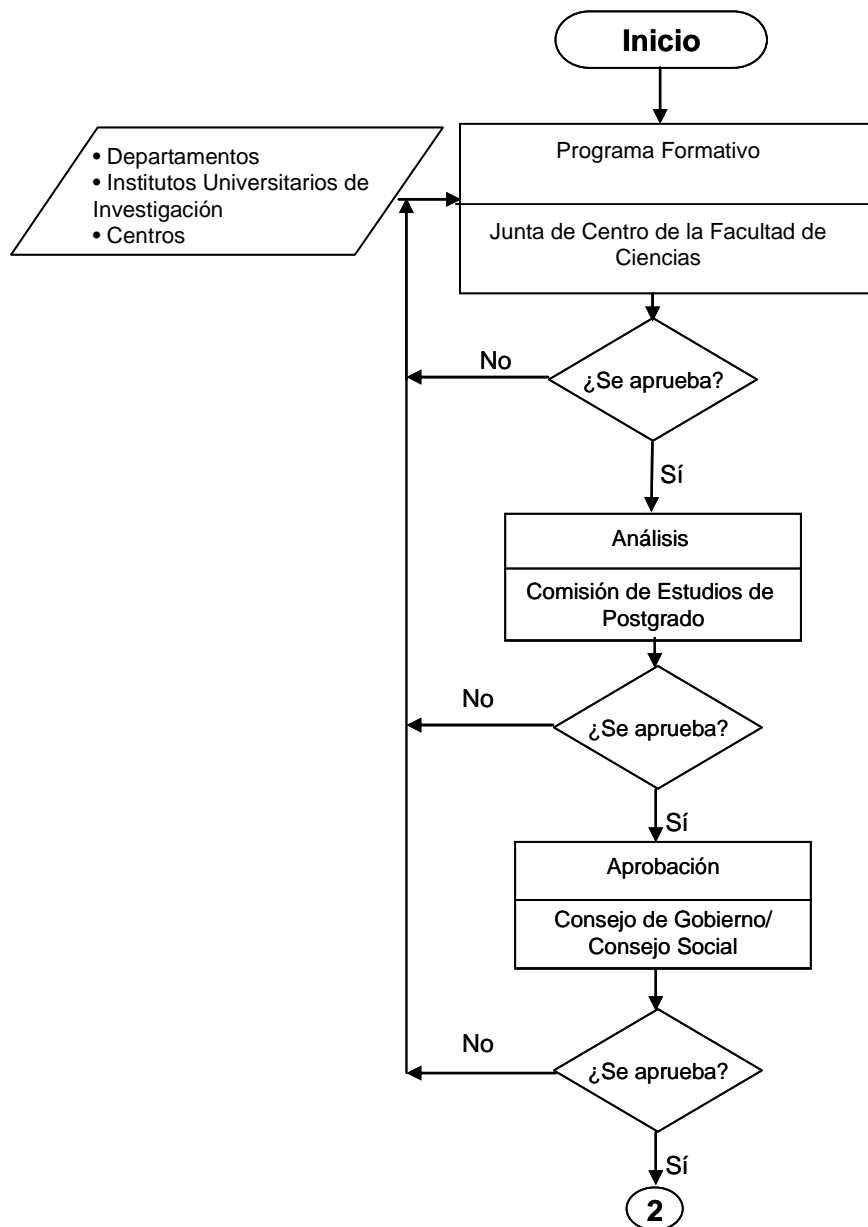 Inicio
• Departamentos
• Institutos Universitarios de
Investigación
• Centros
Programa Formativo
Junta de Centro de la Facultad de
Ciencias
¿Se aprueba?
No
Sí
Análisis
Comisión de Estudios de
Postgrado
¿Se aprueba?
No
Sí
Aprobación
Consejo de Gobierno/
Consejo Social
¿Se aprueba?
No
Sí
2